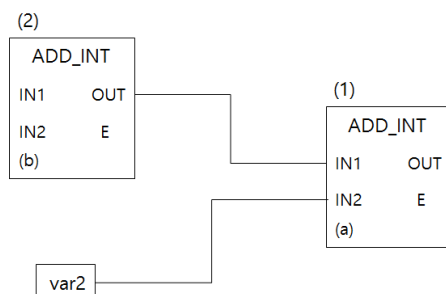 (2)
ADD_INT
IN1 OUT
IN2 E
(b)
(1)
ADD_INT
IN1 OUT
IN2 E
(a)
var2